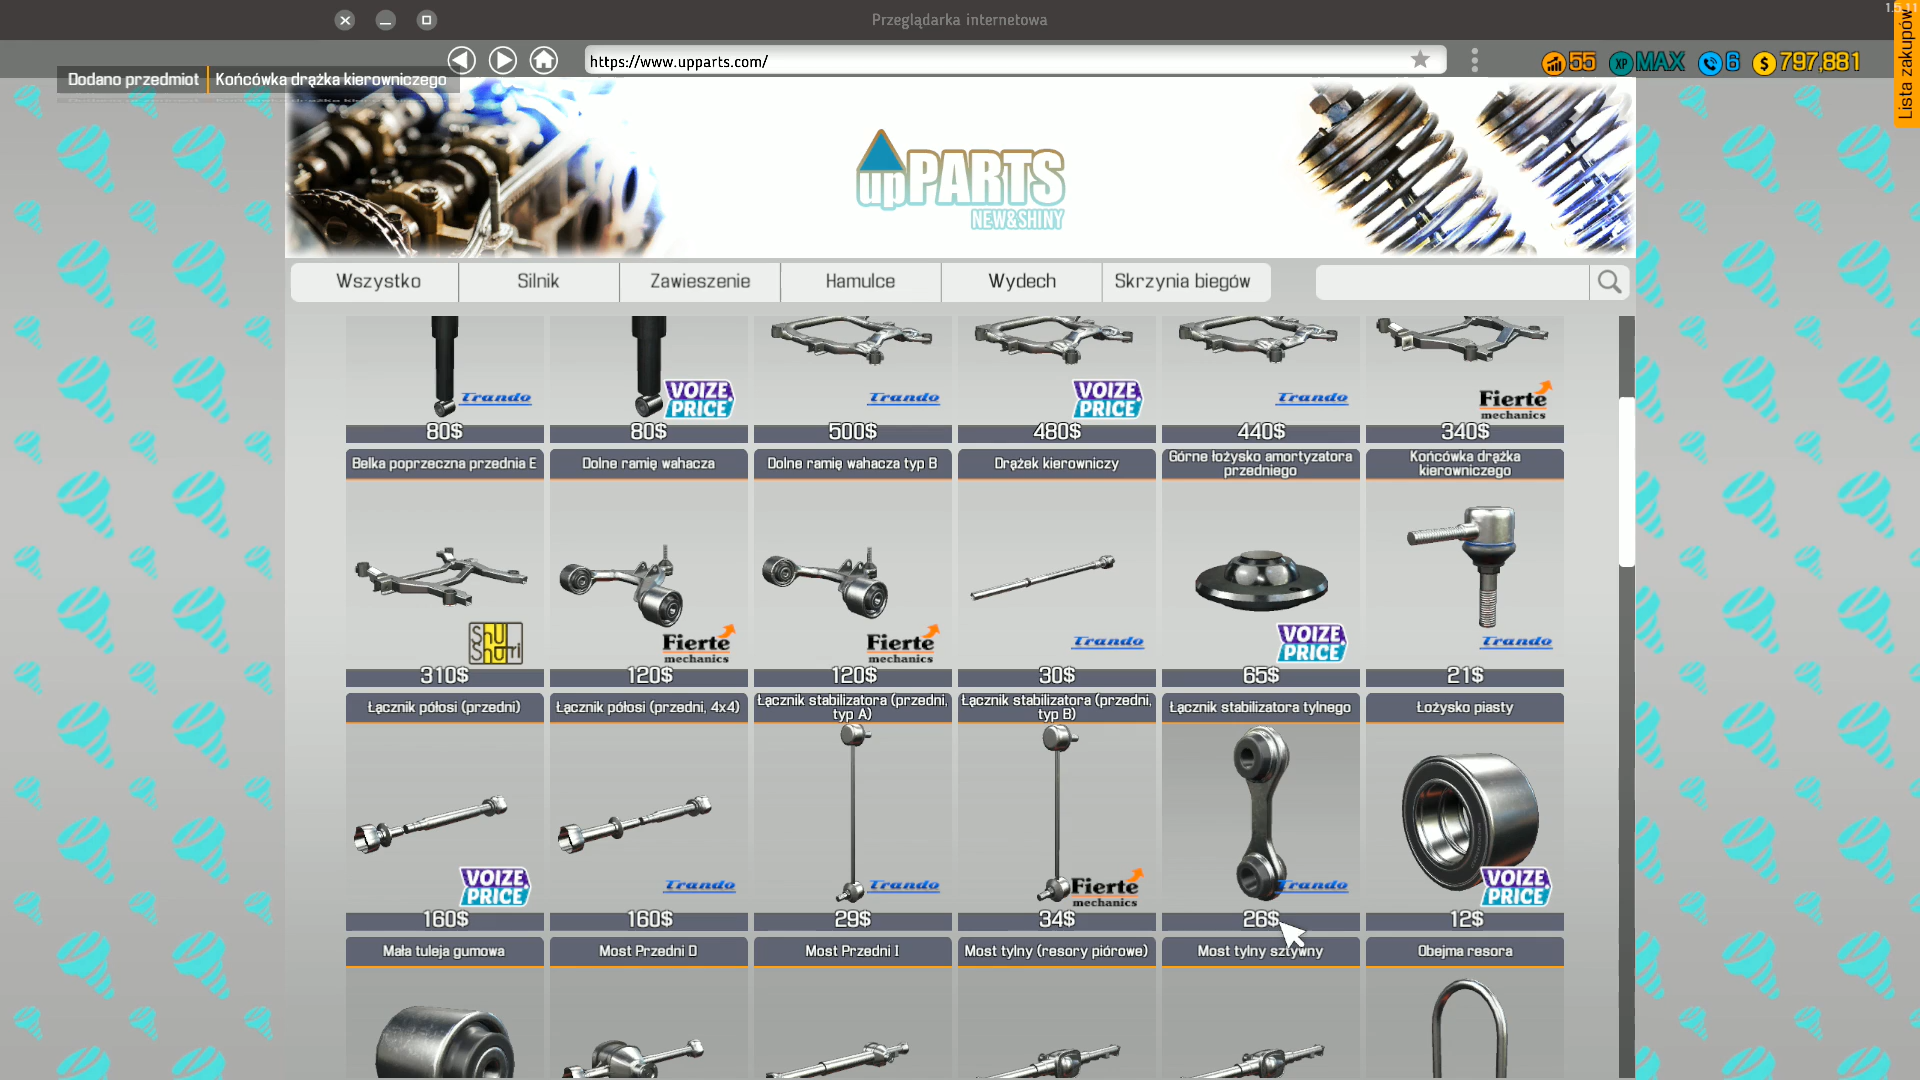 Przeglądarka internetowa
1.5.11
https://www.upparts.com/
55
XP MAX
6
$ 797,881
Lista zakupów
Dodano przedmiot Końcówka drążka kierowniczego
upPARTS
NEW&SHINY
Wszystko Silnik Zawieszenie Hamulce Wydech Skrzynia biegów
Trando VOIZE PRICE Trando VOIZE PRICE Trando Fierte mechanics
80$ 80$ 500$ 480$ 440$ 340$
Belka poprzeczna przednia E
Dolne ramię wahacza
Dolne ramię wahacza typ B
Drążek kierowniczy
Górne łożysko amortyzatora
przedniego
Końcówka drążka
kierowniczego
Shu Shurri Fierte mechanics Fierte mechanics Trando VOIZE PRICE Trando
310$ 120$ 120$ 30$ 65$ 21$
Łącznik półosi (przedni)
Łącznik półosi (przedni, 4x4)
Łącznik stabilizatora (przedni,
typ A)
Łącznik stabilizatora (przedni,
typ B)
Łącznik stabilizatora tylnego
Łożysko piasty
VOIZE PRICE Trando Trando Fierte mechanics Trando VOIZE PRICE
160$ 160$ 29$ 34$ 26$ 12$
Mała tuleja gumowa
Most Przedni D
Most Przedni I
Most tylny (resory piórowe)
Most tylny sztywny
Obejma resora